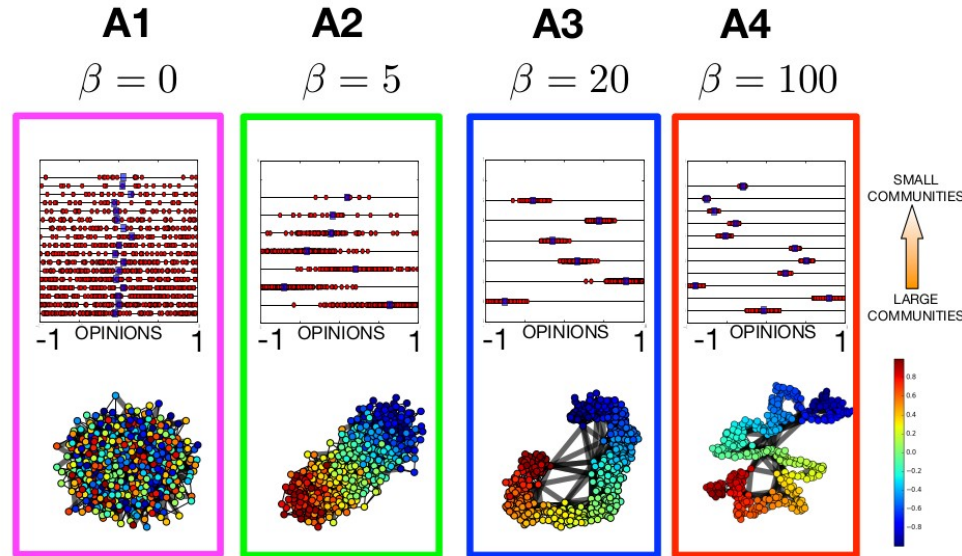 A1 A2 A3 A4
β = 0 β = 5 β = 20 β = 100
SMALL
COMMUNITIES
LARGE
COMMUNITIES
-1 OPINIONS 1 -1 OPINIONS 1 -1 OPINIONS 1 -1 OPINIONS 1
0.8
0.6
0.4
0.2
0.0
-0.2
-0.4
-0.6
-0.8